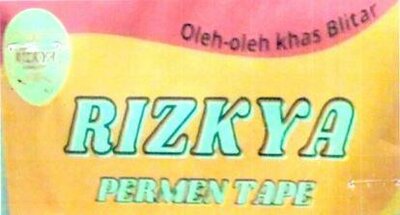 Oleh-oleh khas Blitar
RIZKYA
PERMEN TAPE